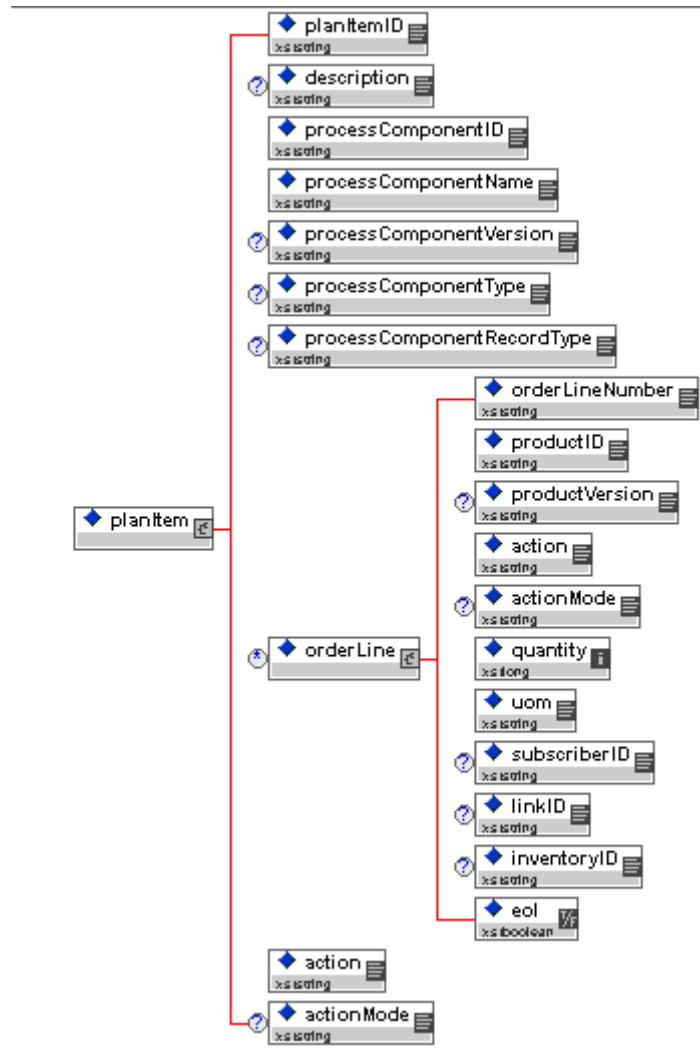 planItemID
xs:string
? description
xs:string
processComponentID
xs:string
processComponentName
xs:string
? processComponentVersion
xs:string
? processComponentType
xs:string
? processComponentRecordType
xs:string
orderLineNumber
xs:string
productID
xs:string
? productVersion
xs:string
planItem
action
xs:string
? actionMode
xs:string
* orderLine
quantity
xs:long
uom
xs:string
? subscriberID
xs:string
? linkID
xs:string
? inventoryID
xs:string
eol T/F
xs:boolean
action
xs:string
? actionMode
xs:string